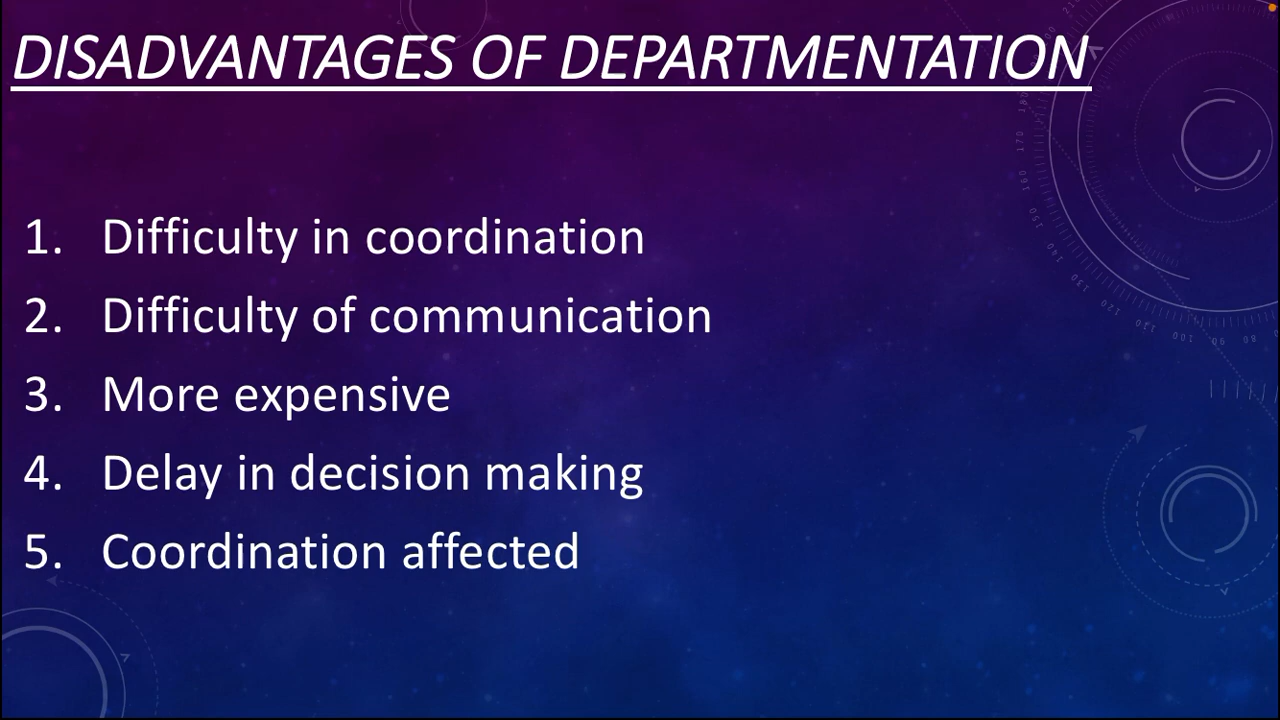 DISADVANTAGES OF DEPARTMENTATION
1. Difficulty in coordination
2. Difficulty of communication
3. More expensive
4. Delay in decision making
5. Coordination affected